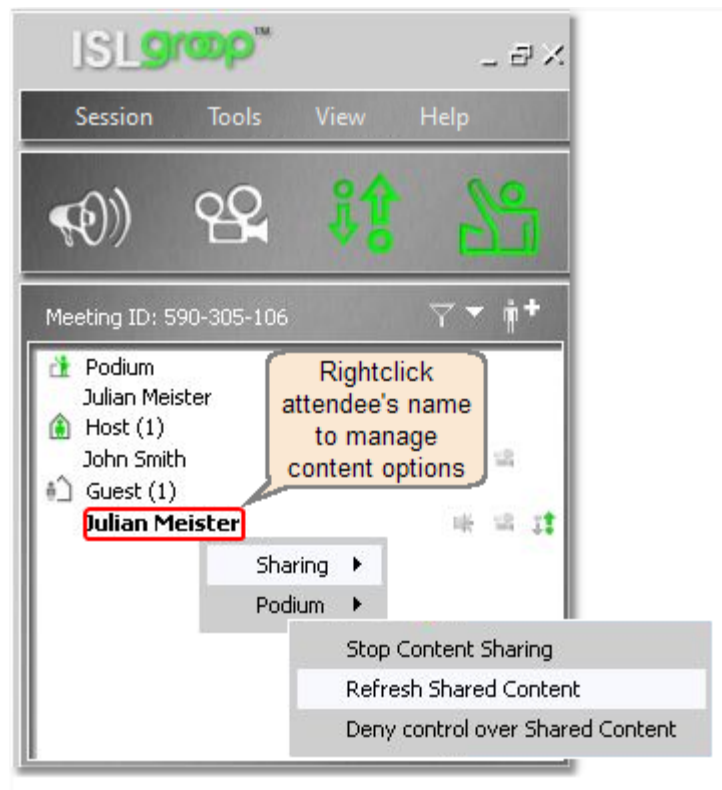 ISLgroop™
Session Tools View Help
Meeting ID: 590-305-106
Podium
Julian Meister
Host (1)
John Smith
Guest (1)
Julian Meister
Rightclick
attendee's name
to manage
content options
Sharing
Podium
Stop Content Sharing
Refresh Shared Content
Deny control over Shared Content